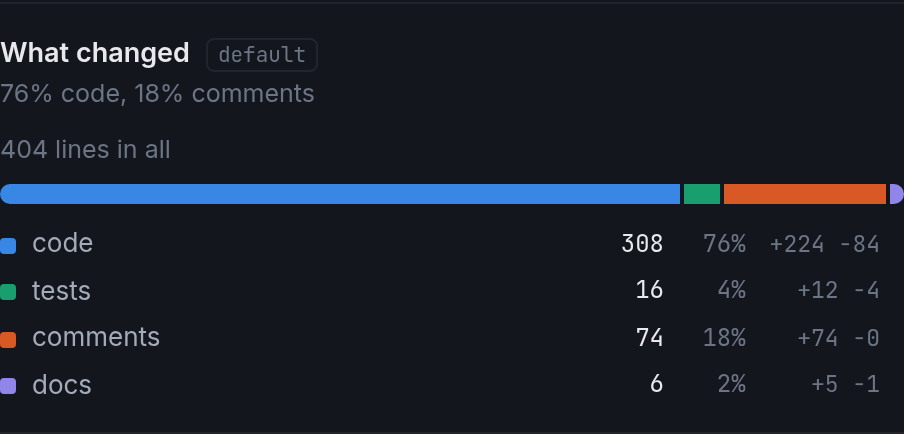 What changed default
76% code, 18% comments
404 lines in all
code 308 76% +224 -84
tests 16 4% +12 -4
comments 74 18% +74 -0
docs 6 2% +5 -1